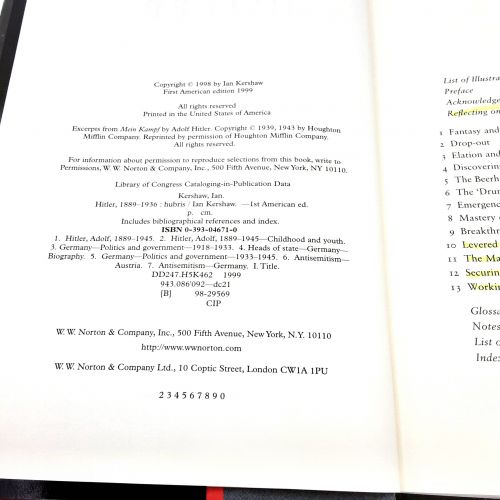 Copyright © 1998 by Ian Kershaw
First American edition 1999
All rights reserved
Printed in the United States of America
Excerpts from Mein Kampf by Adolf Hitler. Copyright © 1939, 1943 by Houghton
Mifflin Company. Reprinted by permission of Houghton Mifflin Company.
All rights reserved.
For information about permission to reproduce selections from this book, write to
Permissions, W. W. Norton & Company, Inc., 500 Fifth Avenue, New York, NY 10110.
Library of Congress Cataloging-in-Publication Data
Kershaw, Ian.
Hitler, 1889–1936 : hubris / Ian Kershaw. —1st American ed.
p. cm.
Includes bibliographical references and index.
ISBN 0-393-04671-0
1. Hitler, Adolf, 1889–1945. 2. Hitler, Adolf, 1889–1945—Childhood and youth.
3. Germany—Politics and government—1918–1933. 4. Heads of state—Germany—
Biography. 5. Germany—Politics and government—1933–1945. 6. Antisemitism—
Austria. 7. Antisemitism—Germany. I. Title.
DD247.H5K462 1999
943.086'092—dc21
[B] 98-29569
CIP
W. W. Norton & Company, Inc., 500 Fifth Avenue, New York, N.Y. 10110
http://www.wwnorton.com
W. W. Norton & Company Ltd., 10 Coptic Street, London CW1A 1PU
2 3 4 5 6 7 8 9 0
List of Illustra
Preface
Acknowledge
Reflecting on
1 Fantasy and
2 Drop-out
3 Elation and
4 Discovering
5 The Beerh
6 The 'Drum
7 Emergenc
8 Mastery
9 Breakthr
10 Levered
11 The Ma
12 Securin
13 Workin
Glossa
Notes
List o
Index